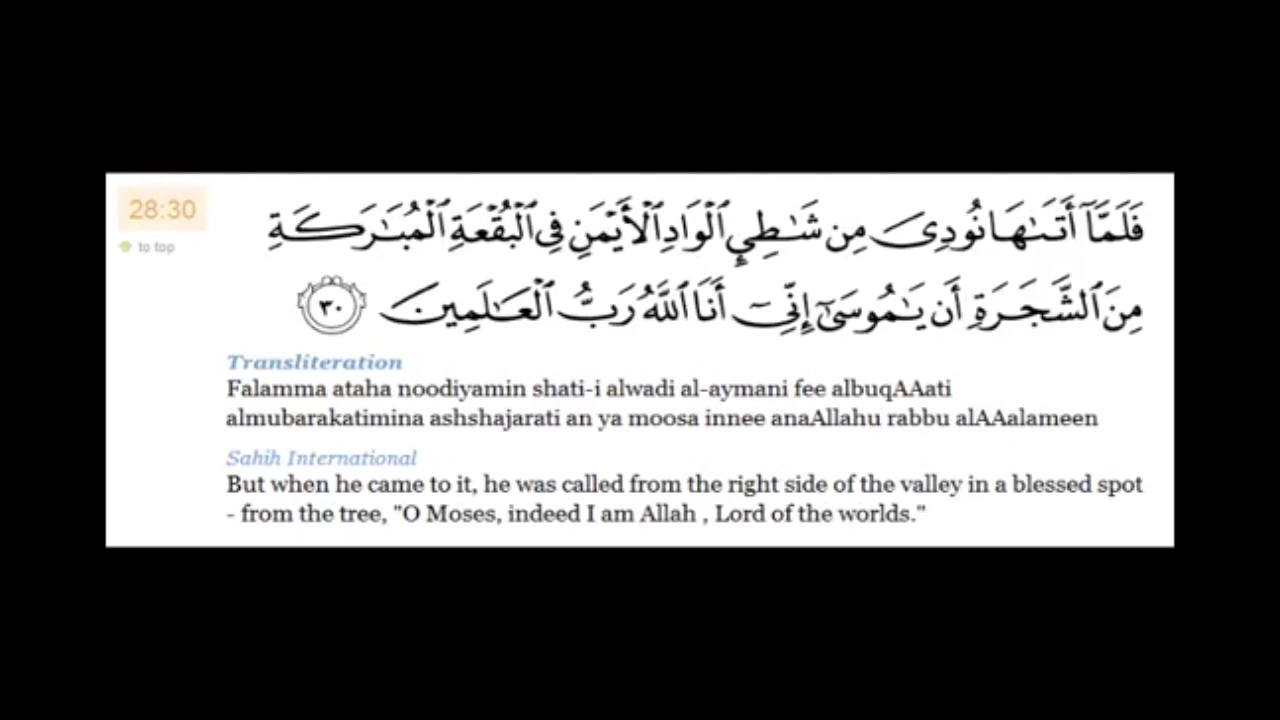 28:30
to top
فَلَمَّآ أَتَىٰهَا نُودِىَ مِن شَـٰطِئِ ٱلْوَادِ ٱلْأَيْمَنِ فِى ٱلْبُقْعَةِ ٱلْمُبَـٰرَكَةِ
مِنَ ٱلشَّجَرَةِ أَن يَـٰمُوسَىٰٓ إِنِّىٓ أَنَا ٱللَّهُ رَبُّ ٱلْعَـٰلَمِينَ ٣٠
Transliteration
Falamma ataha noodiyamin shati-i alwadi al-aymani fee albuqAAati
almubarakatimina ashshajarati an ya moosa innee anaAllahu rabbu alAAalameen
Sahih International
But when he came to it, he was called from the right side of the valley in a blessed spot
- from the tree, "O Moses, indeed I am Allah , Lord of the worlds."